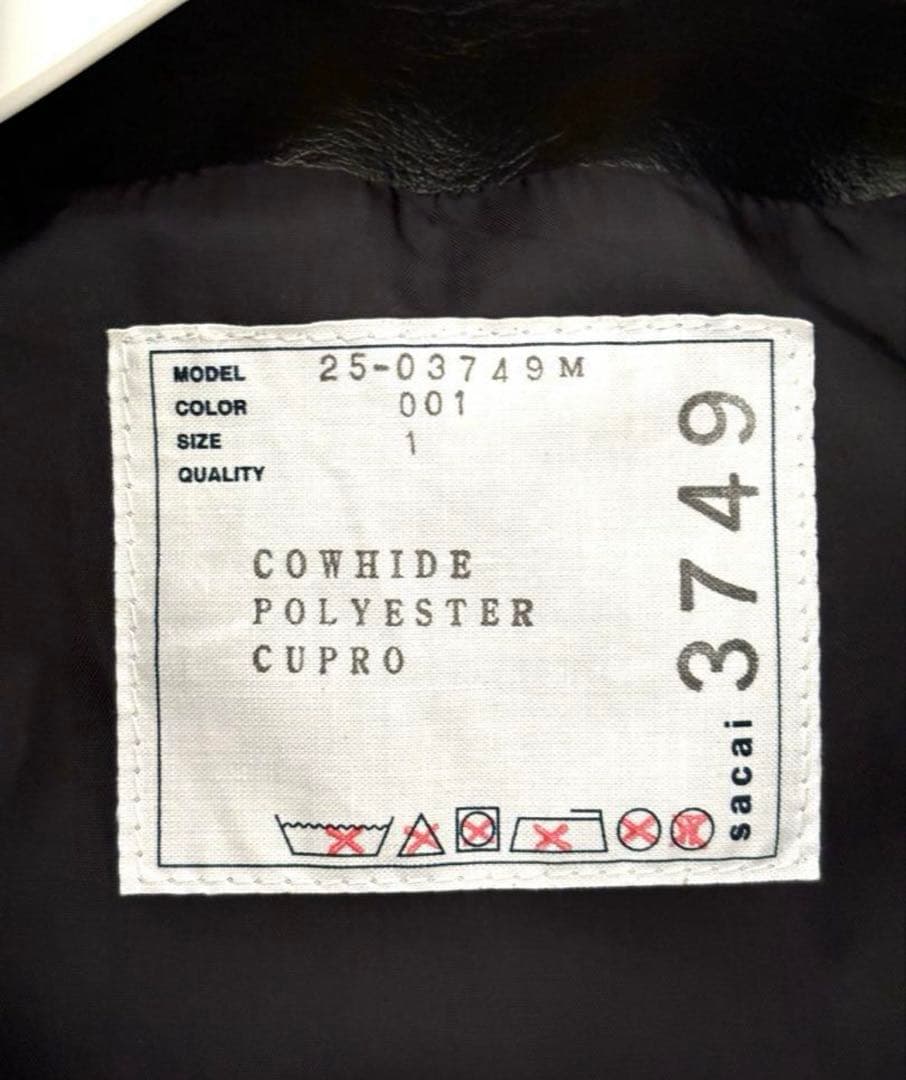 MODEL 25-03749M
COLOR 001
SIZE 1
QUALITY
COWHIDE
POLYESTER
CUPRO
sacai 3749